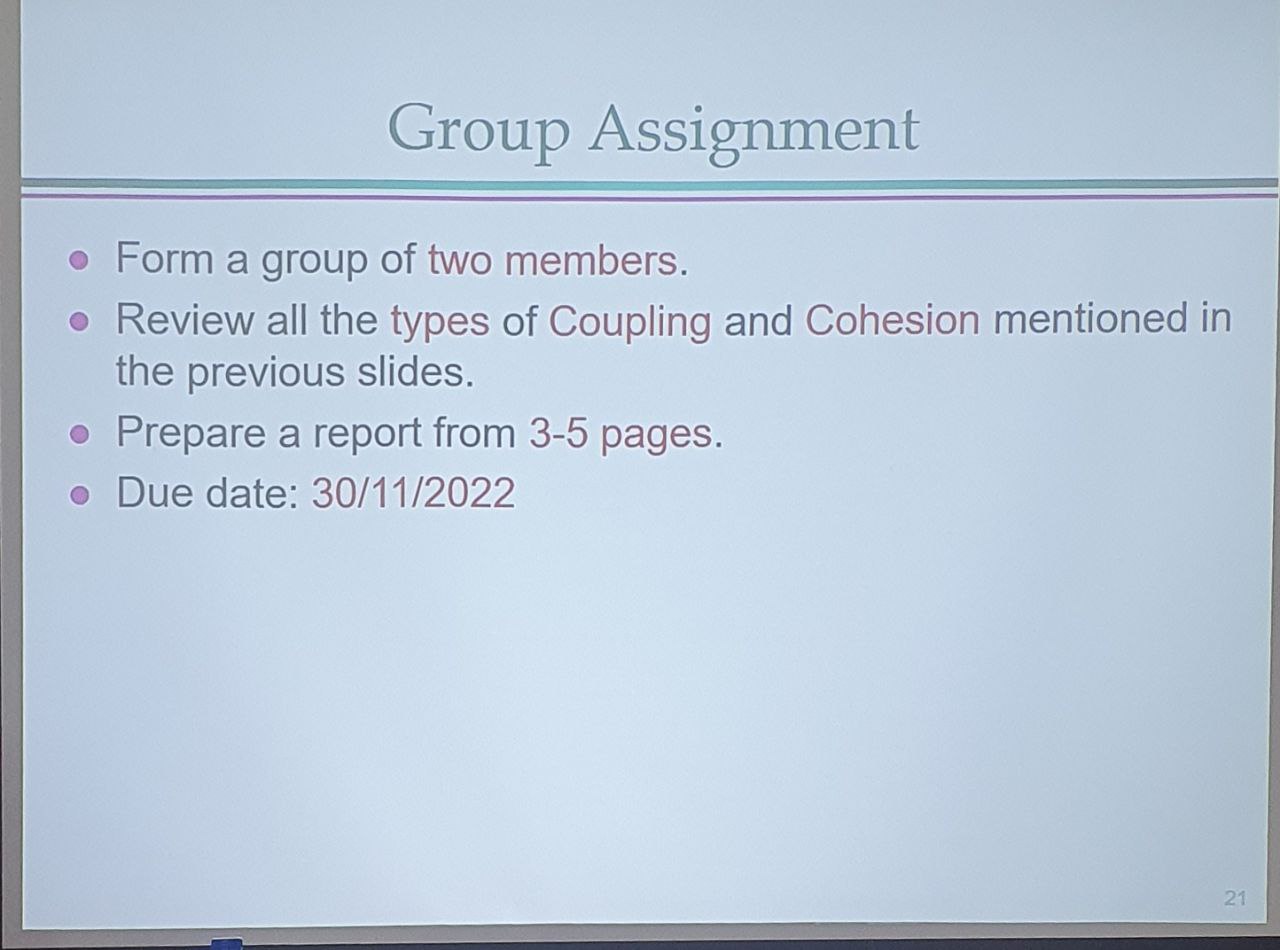 Group Assignment
Form a group of two members.
Review all the types of Coupling and Cohesion mentioned in
the previous slides.
Prepare a report from 3-5 pages.
Due date: 30/11/2022
21